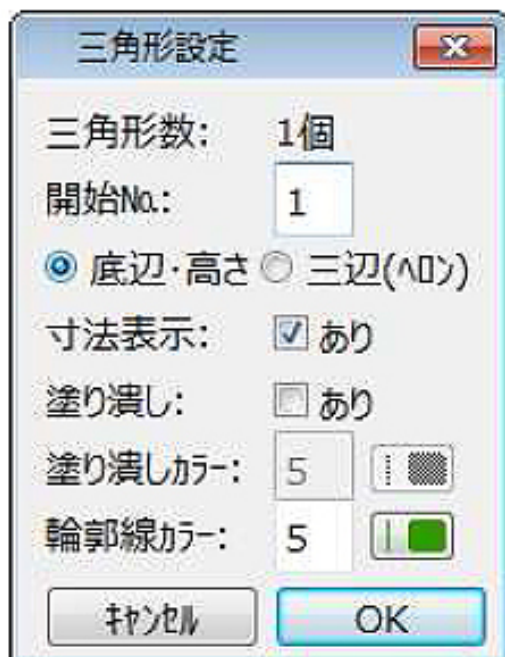 三角形設定
三角形数: 1個
開始№.: 1
底辺・高さ 三辺(ﾍﾛﾝ)
寸法表示: あり
塗り潰し: あり
塗り潰しｶﾗｰ: 5
輪郭線ｶﾗｰ: 5
ｷｬﾝｾﾙ OK